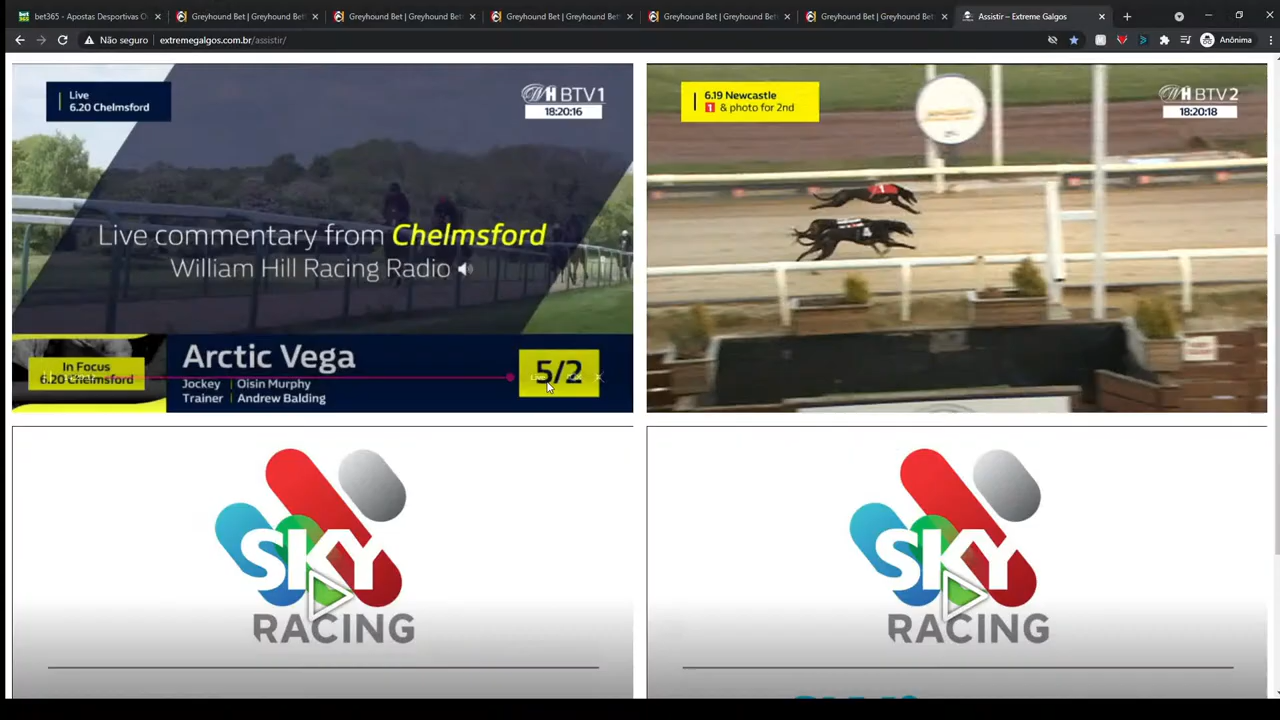 bet365 - Apostas Desportivas O
Greyhound Bet | Greyhound Bet
Greyhound Bet | Greyhound Bet
Greyhound Bet | Greyhound Bet
Greyhound Bet | Greyhound Bet
Greyhound Bet | Greyhound Bet
Assistir – Extreme Galgos
Não seguro
extremegalgos.com.br/assistir/
Anônima
Live
6.20 Chelmsford
WH BTV1
18:20:16
Live commentary from Chelmsford
William Hill Racing Radio
In Focus
6.20 Chelmsford
Arctic Vega
Jockey | Oisin Murphy
Trainer | Andrew Balding
5/2
6.19 Newcastle
1 & photo for 2nd
WH BTV2
18:20:18
SKY
RACING
SKY
RACING